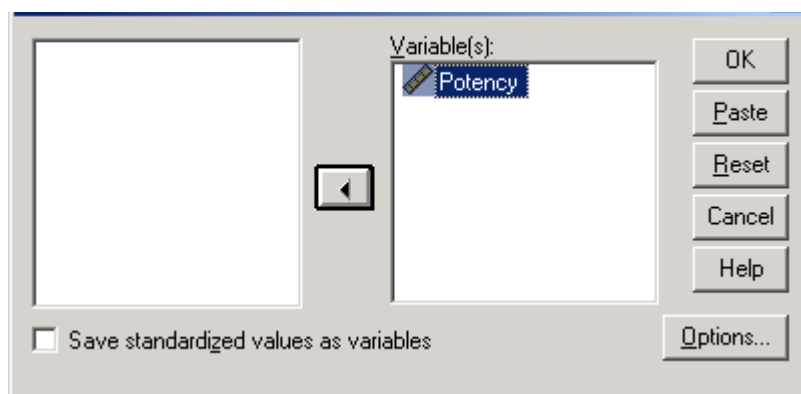 Variable(s):
Potency
OK
Paste
Reset
Cancel
Help
Save standardized values as variables
Options...